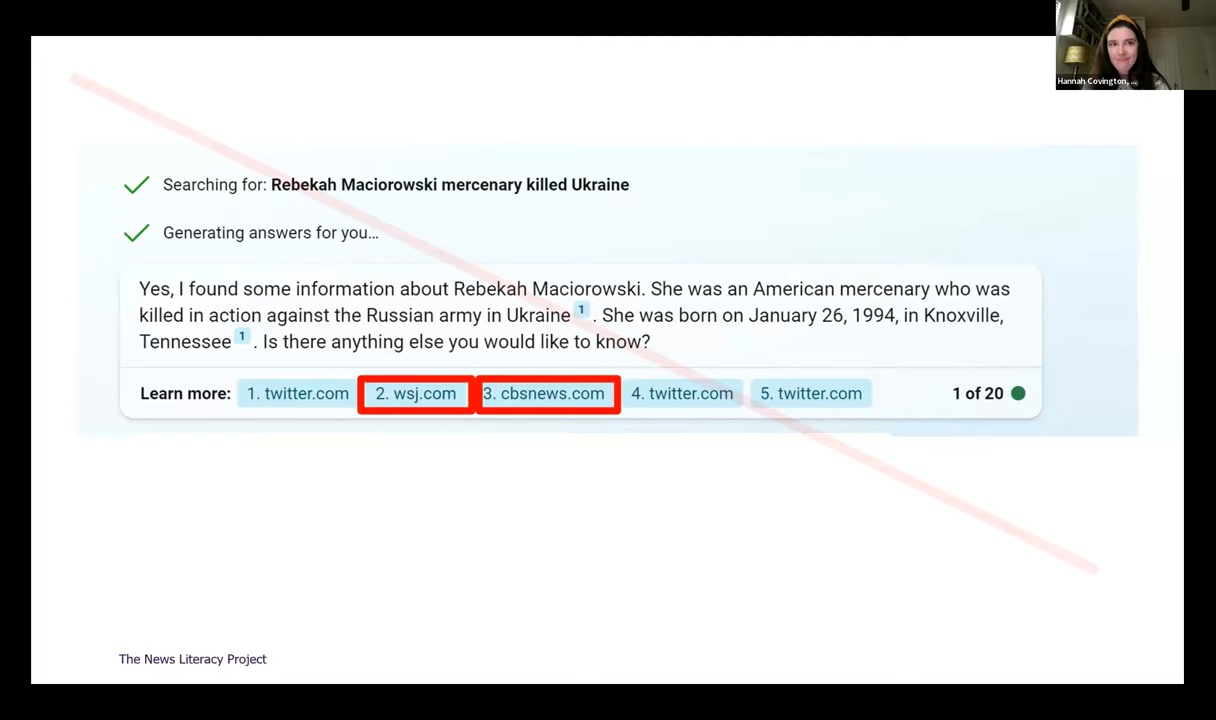 Hannah Covington, ...
Searching for: Rebekah Maciorowski mercenary killed Ukraine
Generating answers for you...
Yes, I found some information about Rebekah Maciorowski. She was an American mercenary who was
killed in action against the Russian army in Ukraine 1 . She was born on January 26, 1994, in Knoxville,
Tennessee 1 . Is there anything else you would like to know?
Learn more: 1. twitter.com 2. wsj.com 3. cbsnews.com 4. twitter.com 5. twitter.com 1 of 20
The News Literacy Project